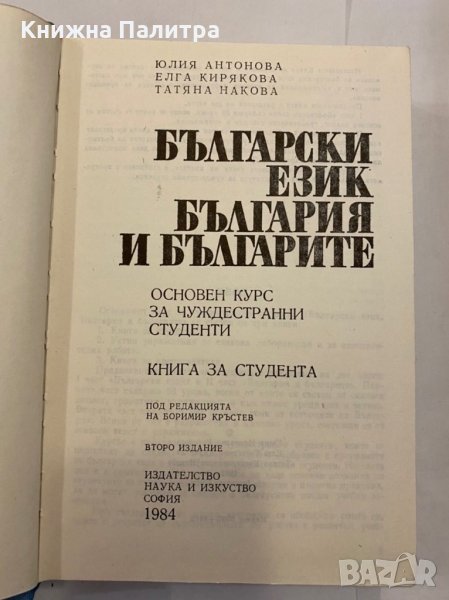 Книжна Палитра
ЮЛИЯ АНТОНОВА
ЕЛГА КИРЯКОВА
ТАТЯНА НАКОВА
БЪЛГАРСКИ
ЕЗИК
БЪЛГАРИЯ
И БЪЛГАРИТЕ
ОСНОВЕН КУРС
ЗА ЧУЖДЕСТРАННИ
СТУДЕНТИ
КНИГА ЗА СТУДЕНТА
ПОД РЕДАКЦИЯТА
НА БОРИМИР КРЪСТЕВ
ВТОРО ИЗДАНИЕ
ИЗДАТЕЛСТВО
НАУКА И ИЗКУСТВО
СОФИЯ
1984
BAZAR